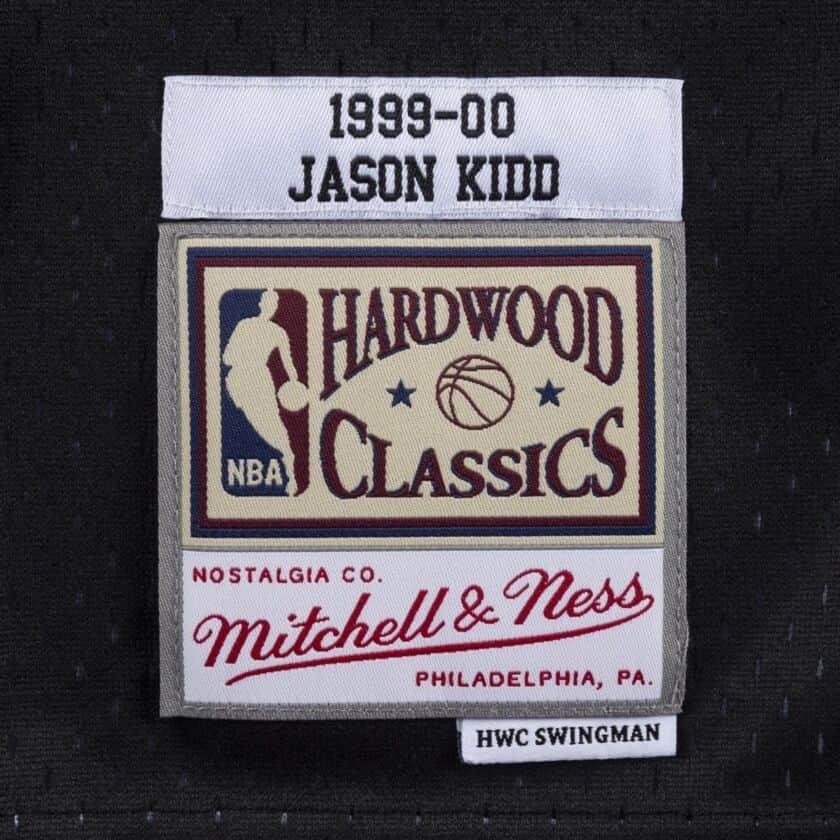 1999-00
JASON KIDD
HARDWOOD
CLASSICS
NBA
NOSTALGIA CO.
Mitchell & Ness
PHILADELPHIA, PA.
HWC SWINGMAN